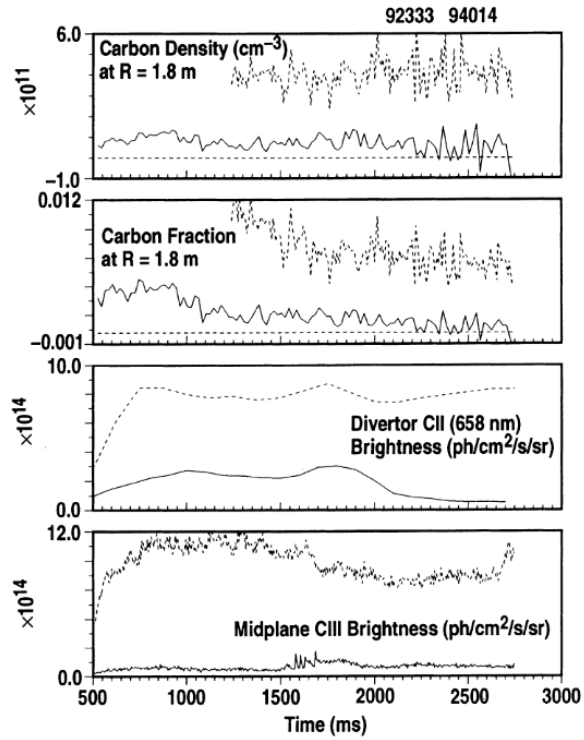 92333 94014
6.0
Carbon Density (cm⁻³)
at R = 1.8 m
×10¹¹
−1.0
0.012
Carbon Fraction
at R = 1.8 m
−0.001
10.0
×10¹⁴
Divertor CII (658 nm)
Brightness (ph/cm²/s/sr)
0.0
12.0
×10¹⁴
Midplane CIII Brightness (ph/cm²/s/sr)
0.0
500 1000 1500 2000 2500 3000
Time (ms)